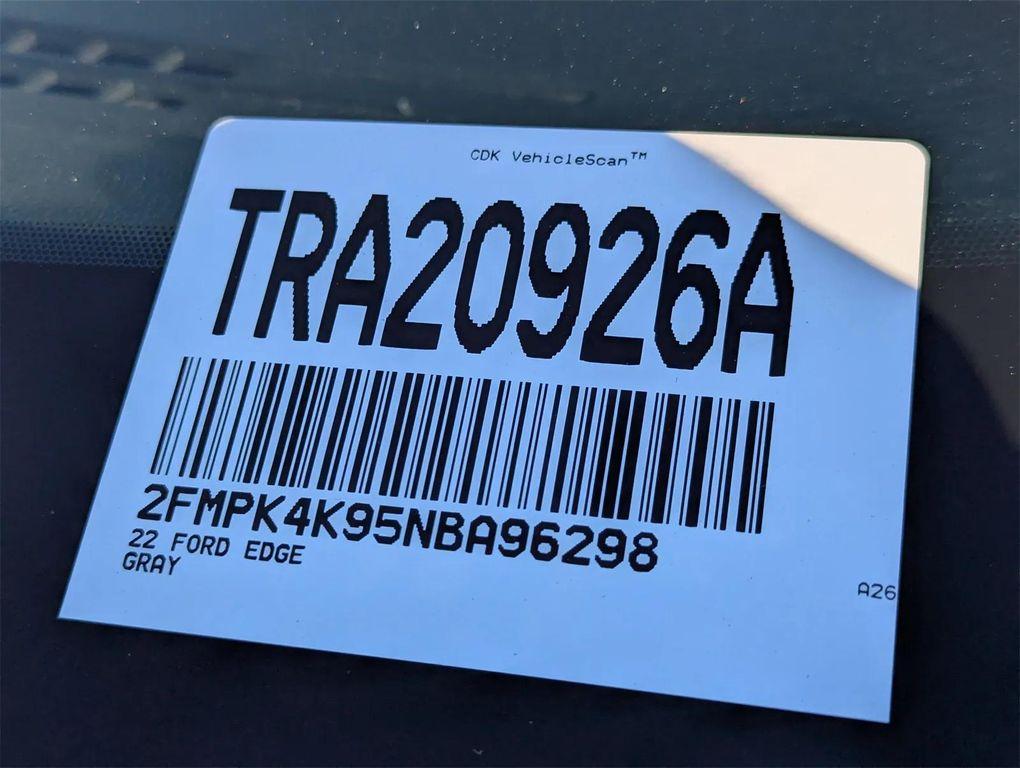 CDK VehicleScan™
TRA20926A
2FMPK4K95NBA96298
22 FORD EDGE
GRAY
A26